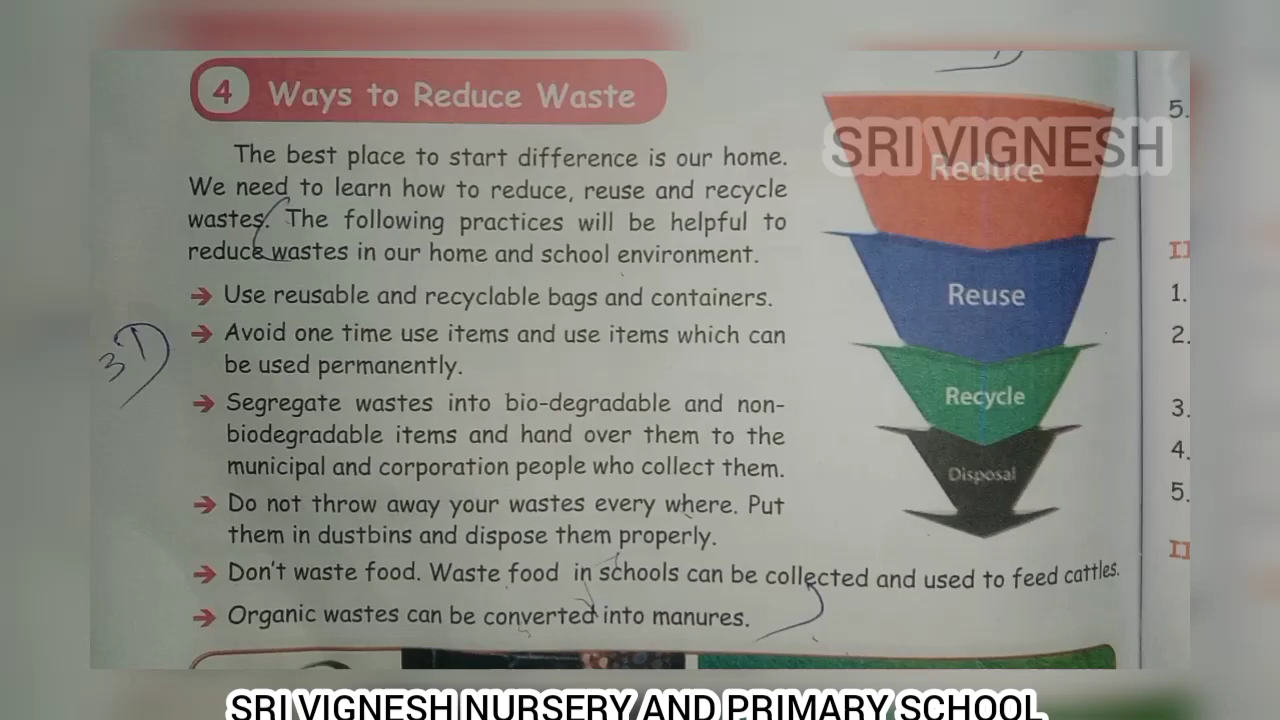 4 Ways to Reduce Waste
The best place to start difference is our home.
We need to learn how to reduce, reuse and recycle
wastes. The following practices will be helpful to
reduce wastes in our home and school environment.
→ Use reusable and recyclable bags and containers.
→ Avoid one time use items and use items which can
be used permanently.
→ Segregate wastes into bio-degradable and non-
biodegradable items and hand over them to the
municipal and corporation people who collect them.
→ Do not throw away your wastes every where. Put
them in dustbins and dispose them properly.
→ Don't waste food. Waste food in schools can be collected and used to feed cattles.
→ Organic wastes can be converted into manures.
SRI VIGNESH
Reduce
Reuse
Recycle
Disposal
5.
1.
2.
3.
4.
5.
SRI VIGNESH NURSERY AND PRIMARY SCHOOL